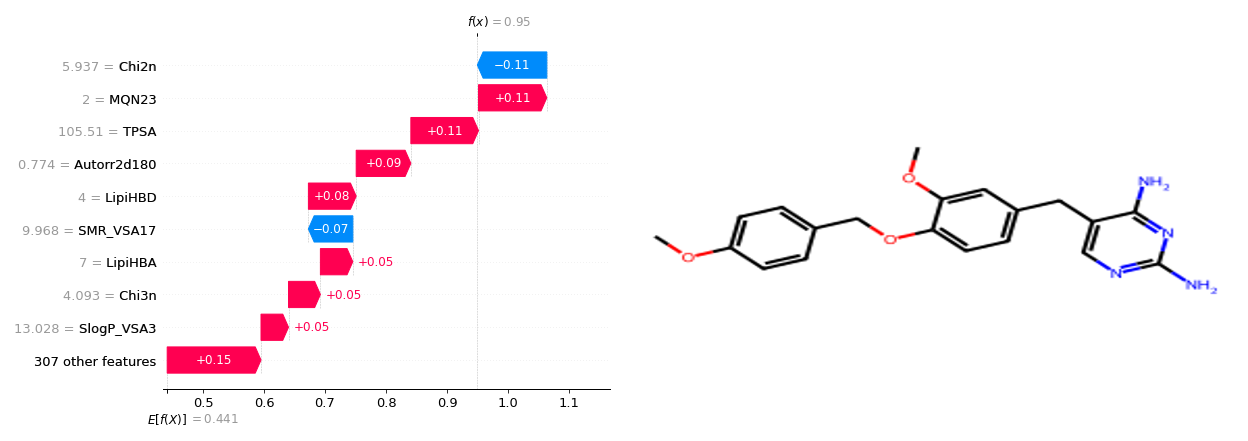 f(x) = 0.95
5.937 = Chi2n −0.11
2 = MQN23 +0.11
105.51 = TPSA +0.11
0.774 = Autorr2d180 +0.09
4 = LipiHBD +0.08
9.968 = SMR_VSA17 −0.07
7 = LipiHBA +0.05
4.093 = Chi3n +0.05
13.028 = SlogP_VSA3 +0.05
307 other features +0.15
0.5 0.6 0.7 0.8 0.9 1.0 1.1
E[f(X)] = 0.441
O
NH2
O
O
N
N
NH2